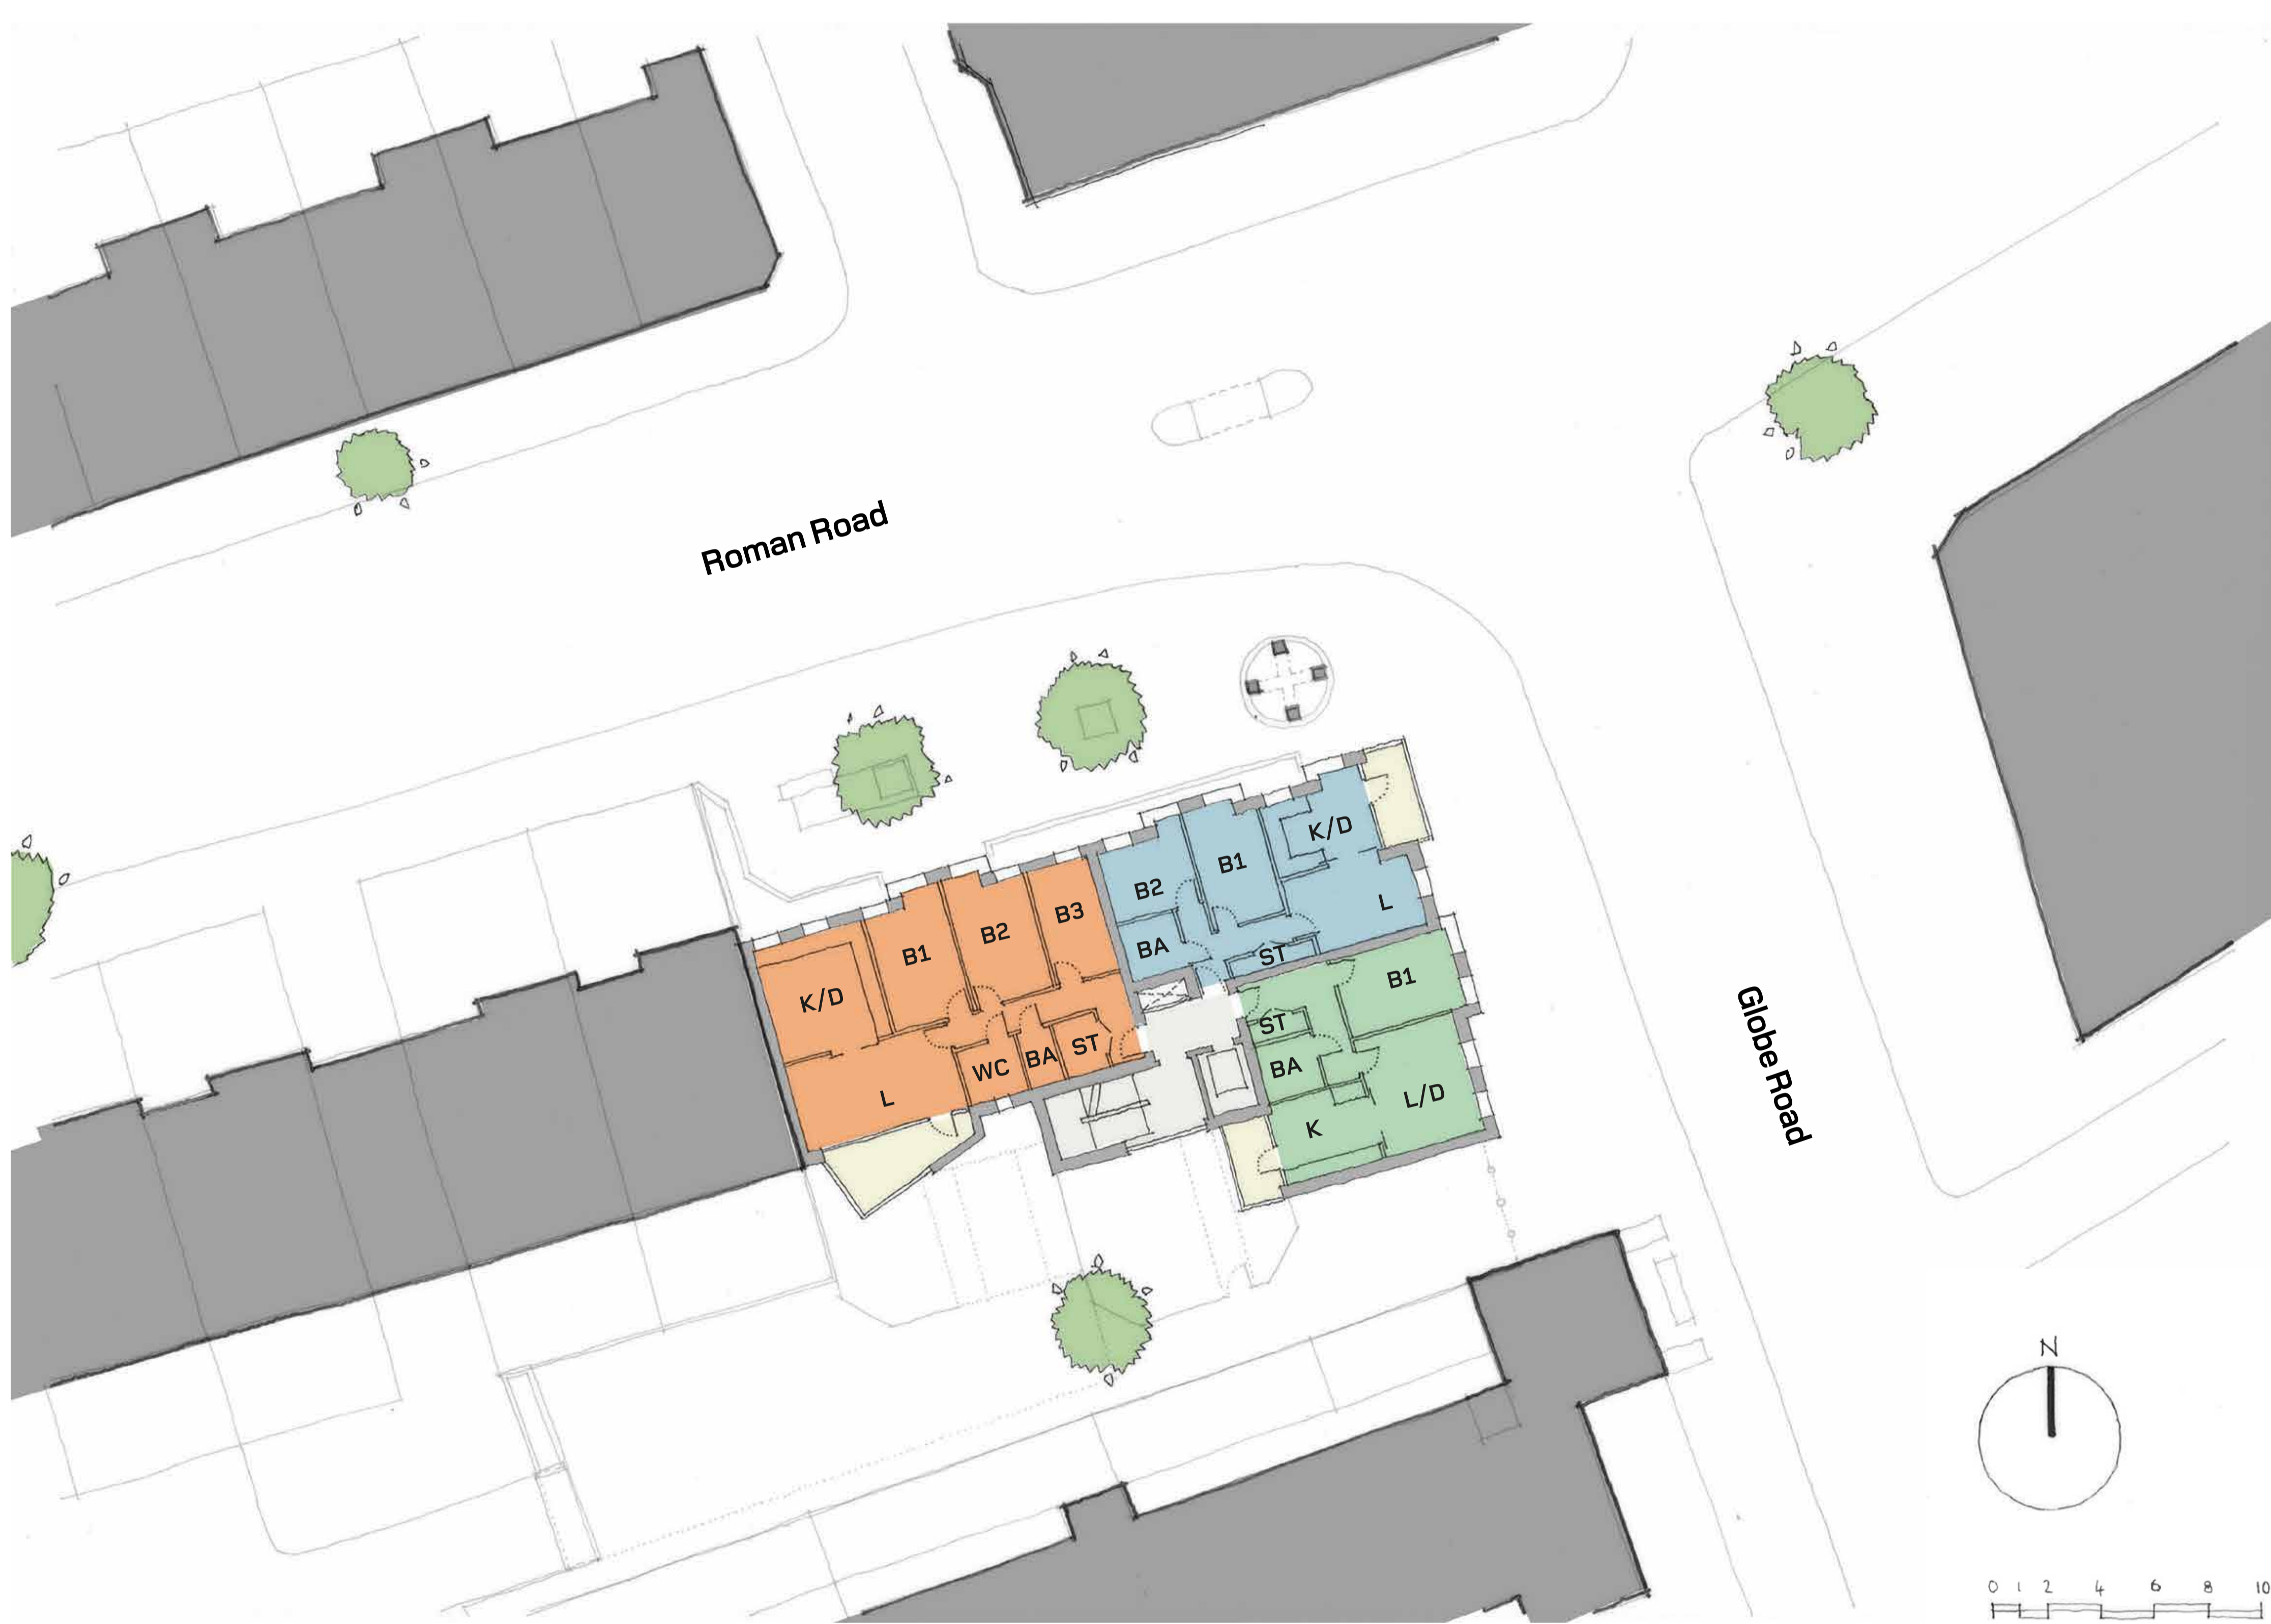 Roman Road
Globe Road
K/D
B1
B2
B3
L
WC
BA
ST
B2
B1
K/D
L
BA
ST
B1
ST
BA
K
L/D
N
0 1 2 4 6 8 10